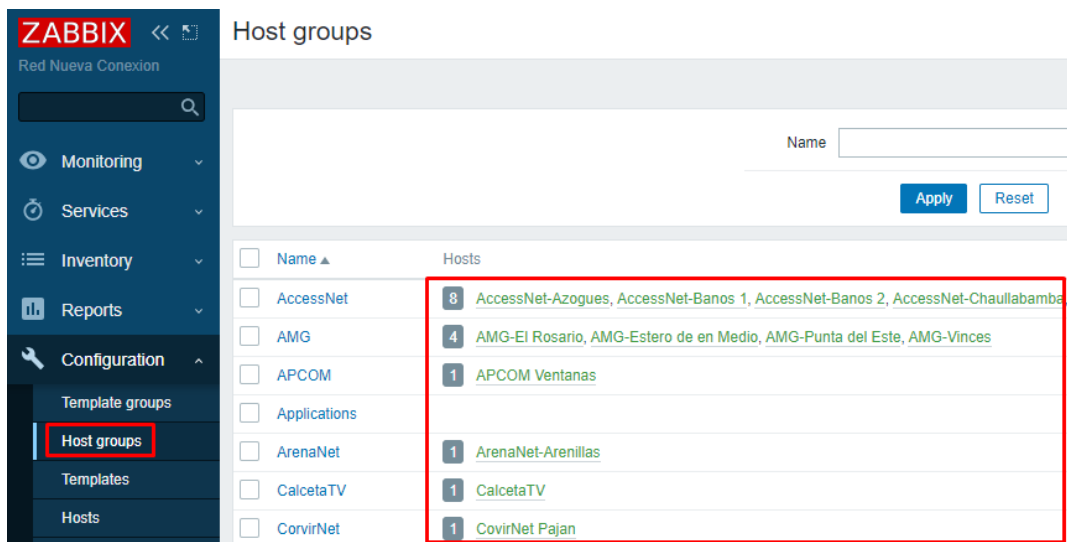 ZABBIX
Red Nueva Conexion
Monitoring
Services
Inventory
Reports
Configuration
Template groups
Host groups
Templates
Hosts
Host groups
Name
Apply Reset
Name Hosts
AccessNet 8 AccessNet-Azogues, AccessNet-Banos 1, AccessNet-Banos 2, AccessNet-Chaullabamba,
AMG 4 AMG-El Rosario, AMG-Estero de en Medio, AMG-Punta del Este, AMG-Vinces
APCOM 1 APCOM Ventanas
Applications
ArenaNet 1 ArenaNet-Arenillas
CalcetaTV 1 CalcetaTV
CorvirNet 1 CovirNet Pajan